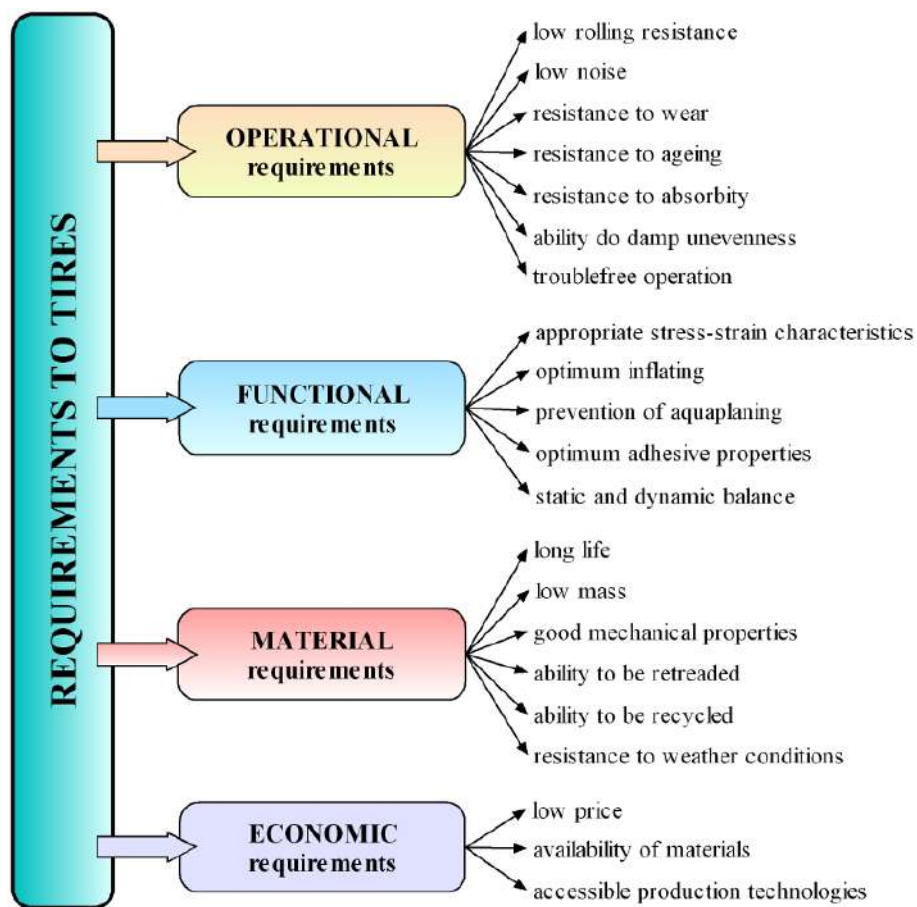 REQUIREMENTS TO TIRES
OPERATIONAL
requirements
low rolling resistance
low noise
resistance to wear
resistance to ageing
resistance to absorbity
ability do damp unevenness
troublefree operation
FUNCTIONAL
requirements
appropriate stress-strain characteristics
optimum inflating
prevention of aquaplaning
optimum adhesive properties
static and dynamic balance
MATERIAL
requirements
long life
low mass
good mechanical properties
ability to be retreaded
ability to be recycled
resistance to weather conditions
ECONOMIC
requirements
low price
availability of materials
accessible production technologies